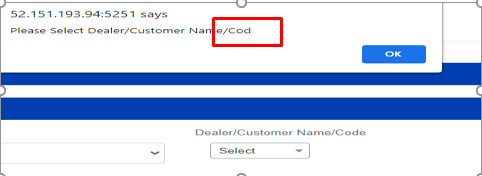 52.151.193.94:5251 says
Please Select Dealer/Customer Name/Cod
OK
Dealer/Customer Name/Code
Select